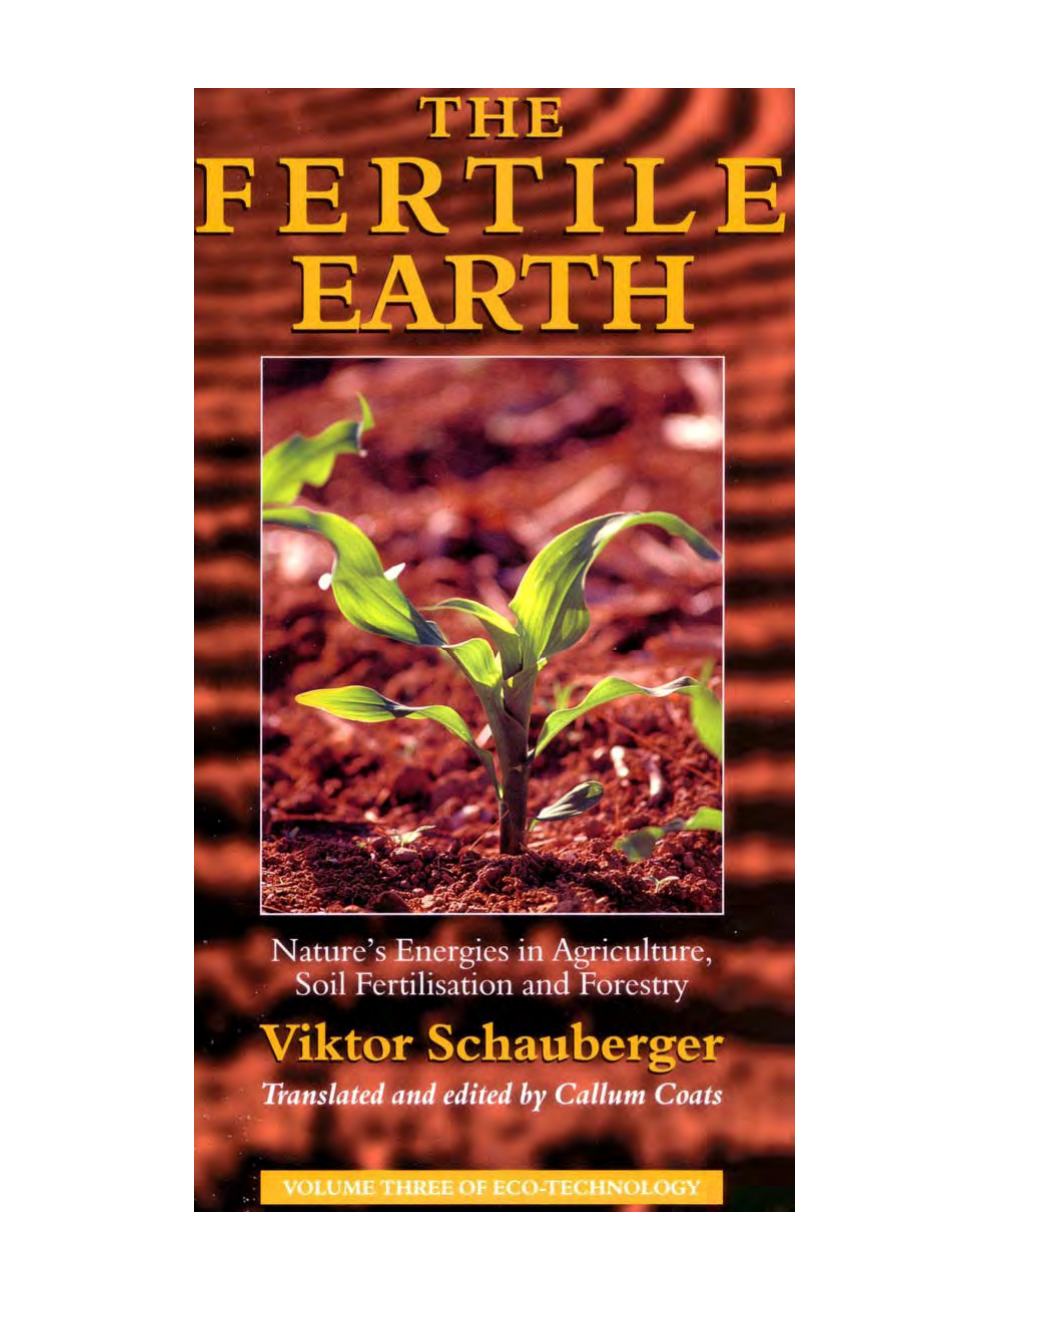 THE
FERTILE
EARTH
Nature's Energies in Agriculture,
Soil Fertilisation and Forestry
Viktor Schauberger
Translated and edited by Callum Coats
VOLUME THREE OF ECO-TECHNOLOGY